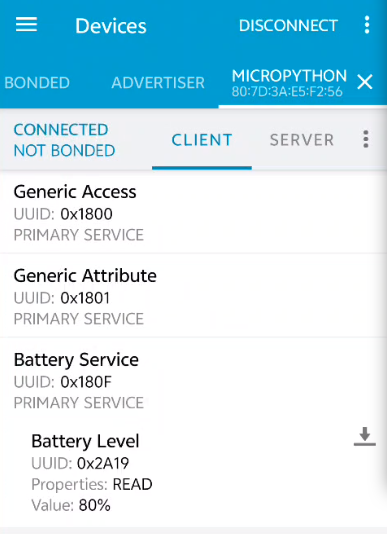 Devices DISCONNECT
BONDED ADVERTISER MICROPYTHON
80:7D:3A:E5:F2:56
CONNECTED
NOT BONDED CLIENT SERVER
Generic Access
UUID: 0x1800
PRIMARY SERVICE
Generic Attribute
UUID: 0x1801
PRIMARY SERVICE
Battery Service
UUID: 0x180F
PRIMARY SERVICE
Battery Level
UUID: 0x2A19
Properties: READ
Value: 80%